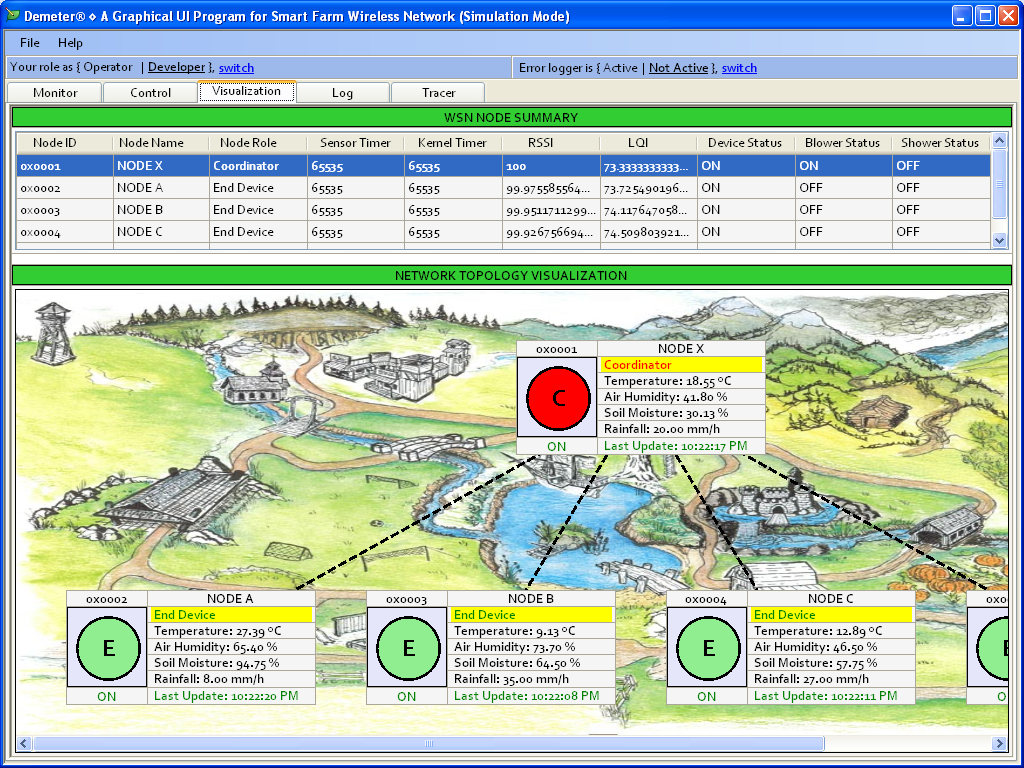 Demeter® ⋄ A Graphical UI Program for Smart Farm Wireless Network (Simulation Mode)
File Help
Your role as { Operator | Developer }, switch
Error logger is { Active | Not Active }, switch
Monitor Control Visualization Log Tracer
WSN NODE SUMMARY
Node ID Node Name Node Role Sensor Timer Kernel Timer RSSI LQI Device Status Blower Status Shower Status
0x0001 NODE X Coordinator 65535 65535 100 73.3333333333... ON ON OFF
0x0002 NODE A End Device 65535 65535 99.975585564... 73.725490196... ON OFF OFF
0x0003 NODE B End Device 65535 65535 99.9511711299... 74.117647058... ON OFF OFF
0x0004 NODE C End Device 65535 65535 99.926756694... 74.509803921... ON OFF OFF
NETWORK TOPOLOGY VISUALIZATION
0x0001 NODE X
C
ON
Coordinator
Temperature: 18.55 ºC
Air Humidity: 41.80 %
Soil Moisture: 30.13 %
Rainfall: 20.00 mm/h
Last Update: 10:22:17 PM
0x0002 NODE A
E
ON
End Device
Temperature: 27.39 ºC
Air Humidity: 65.40 %
Soil Moisture: 94.75 %
Rainfall: 8.00 mm/h
Last Update: 10:22:20 PM
0x0003 NODE B
E
ON
End Device
Temperature: 9.13 ºC
Air Humidity: 73.70 %
Soil Moisture: 64.50 %
Rainfall: 35.00 mm/h
Last Update: 10:22:08 PM
0x0004 NODE C
E
ON
End Device
Temperature: 12.89 ºC
Air Humidity: 46.50 %
Soil Moisture: 57.75 %
Rainfall: 27.00 mm/h
Last Update: 10:22:11 PM